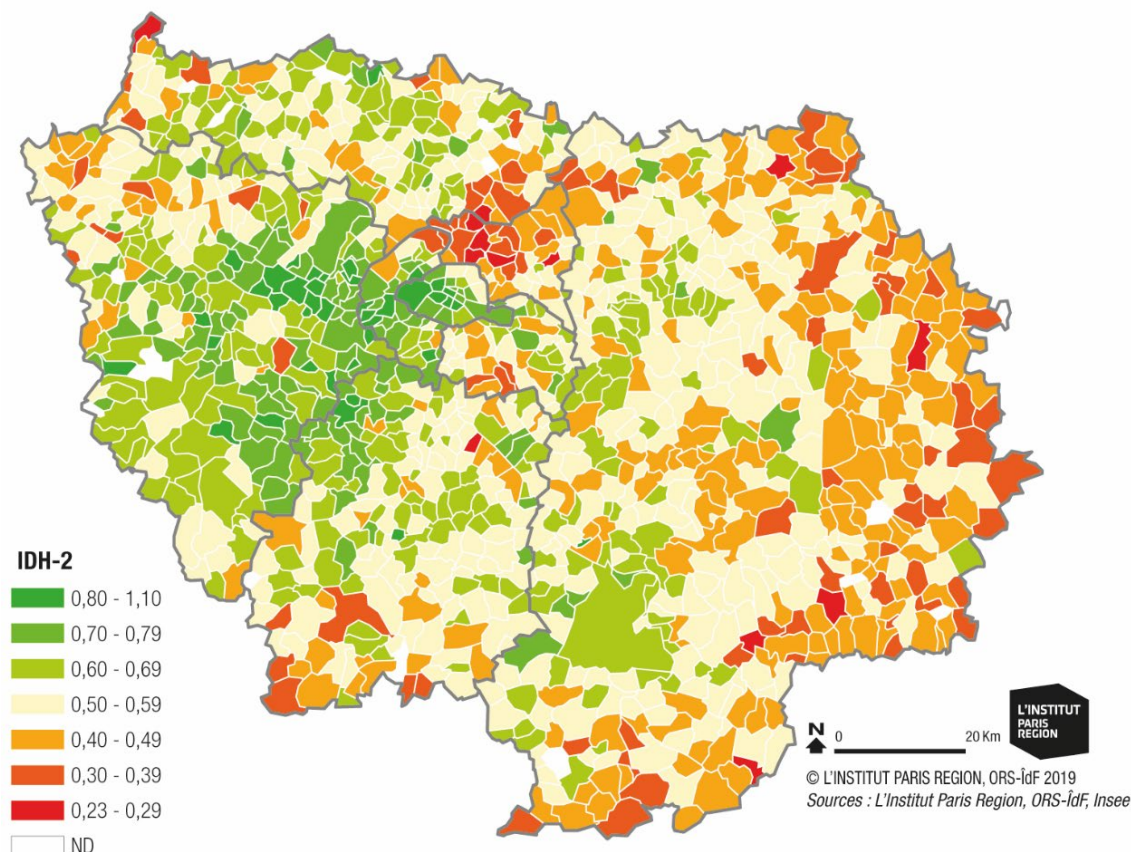 IDH-2
0,80 - 1,10
0,70 - 0,79
0,60 - 0,69
0,50 - 0,59
0,40 - 0,49
0,30 - 0,39
0,23 - 0,29
ND
N
0
20 Km
L'INSTITUT
PARIS
REGION
© L'INSTITUT PARIS REGION, ORS-ÎdF 2019
Sources : L'Institut Paris Region, ORS-ÎdF, Insee